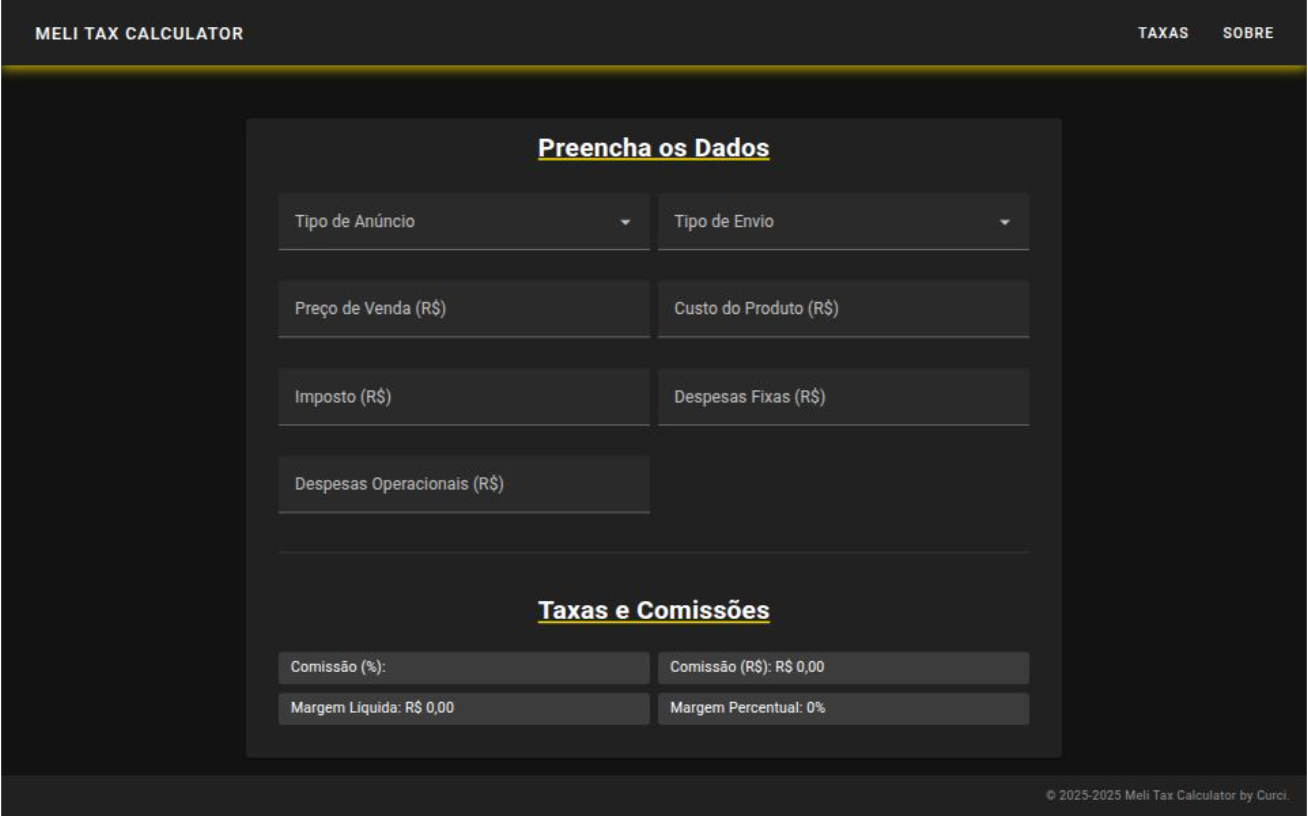 MELI TAX CALCULATOR
TAXAS SOBRE
Preencha os Dados
Tipo de Anúncio Tipo de Envio
Preço de Venda (R$) Custo do Produto (R$)
Imposto (R$) Despesas Fixas (R$)
Despesas Operacionais (R$)
Taxas e Comissões
Comissão (%): Comissão (R$): R$ 0,00
Margem Líquida: R$ 0,00 Margem Percentual: 0%
© 2025-2025 Meli Tax Calculator by Curci.